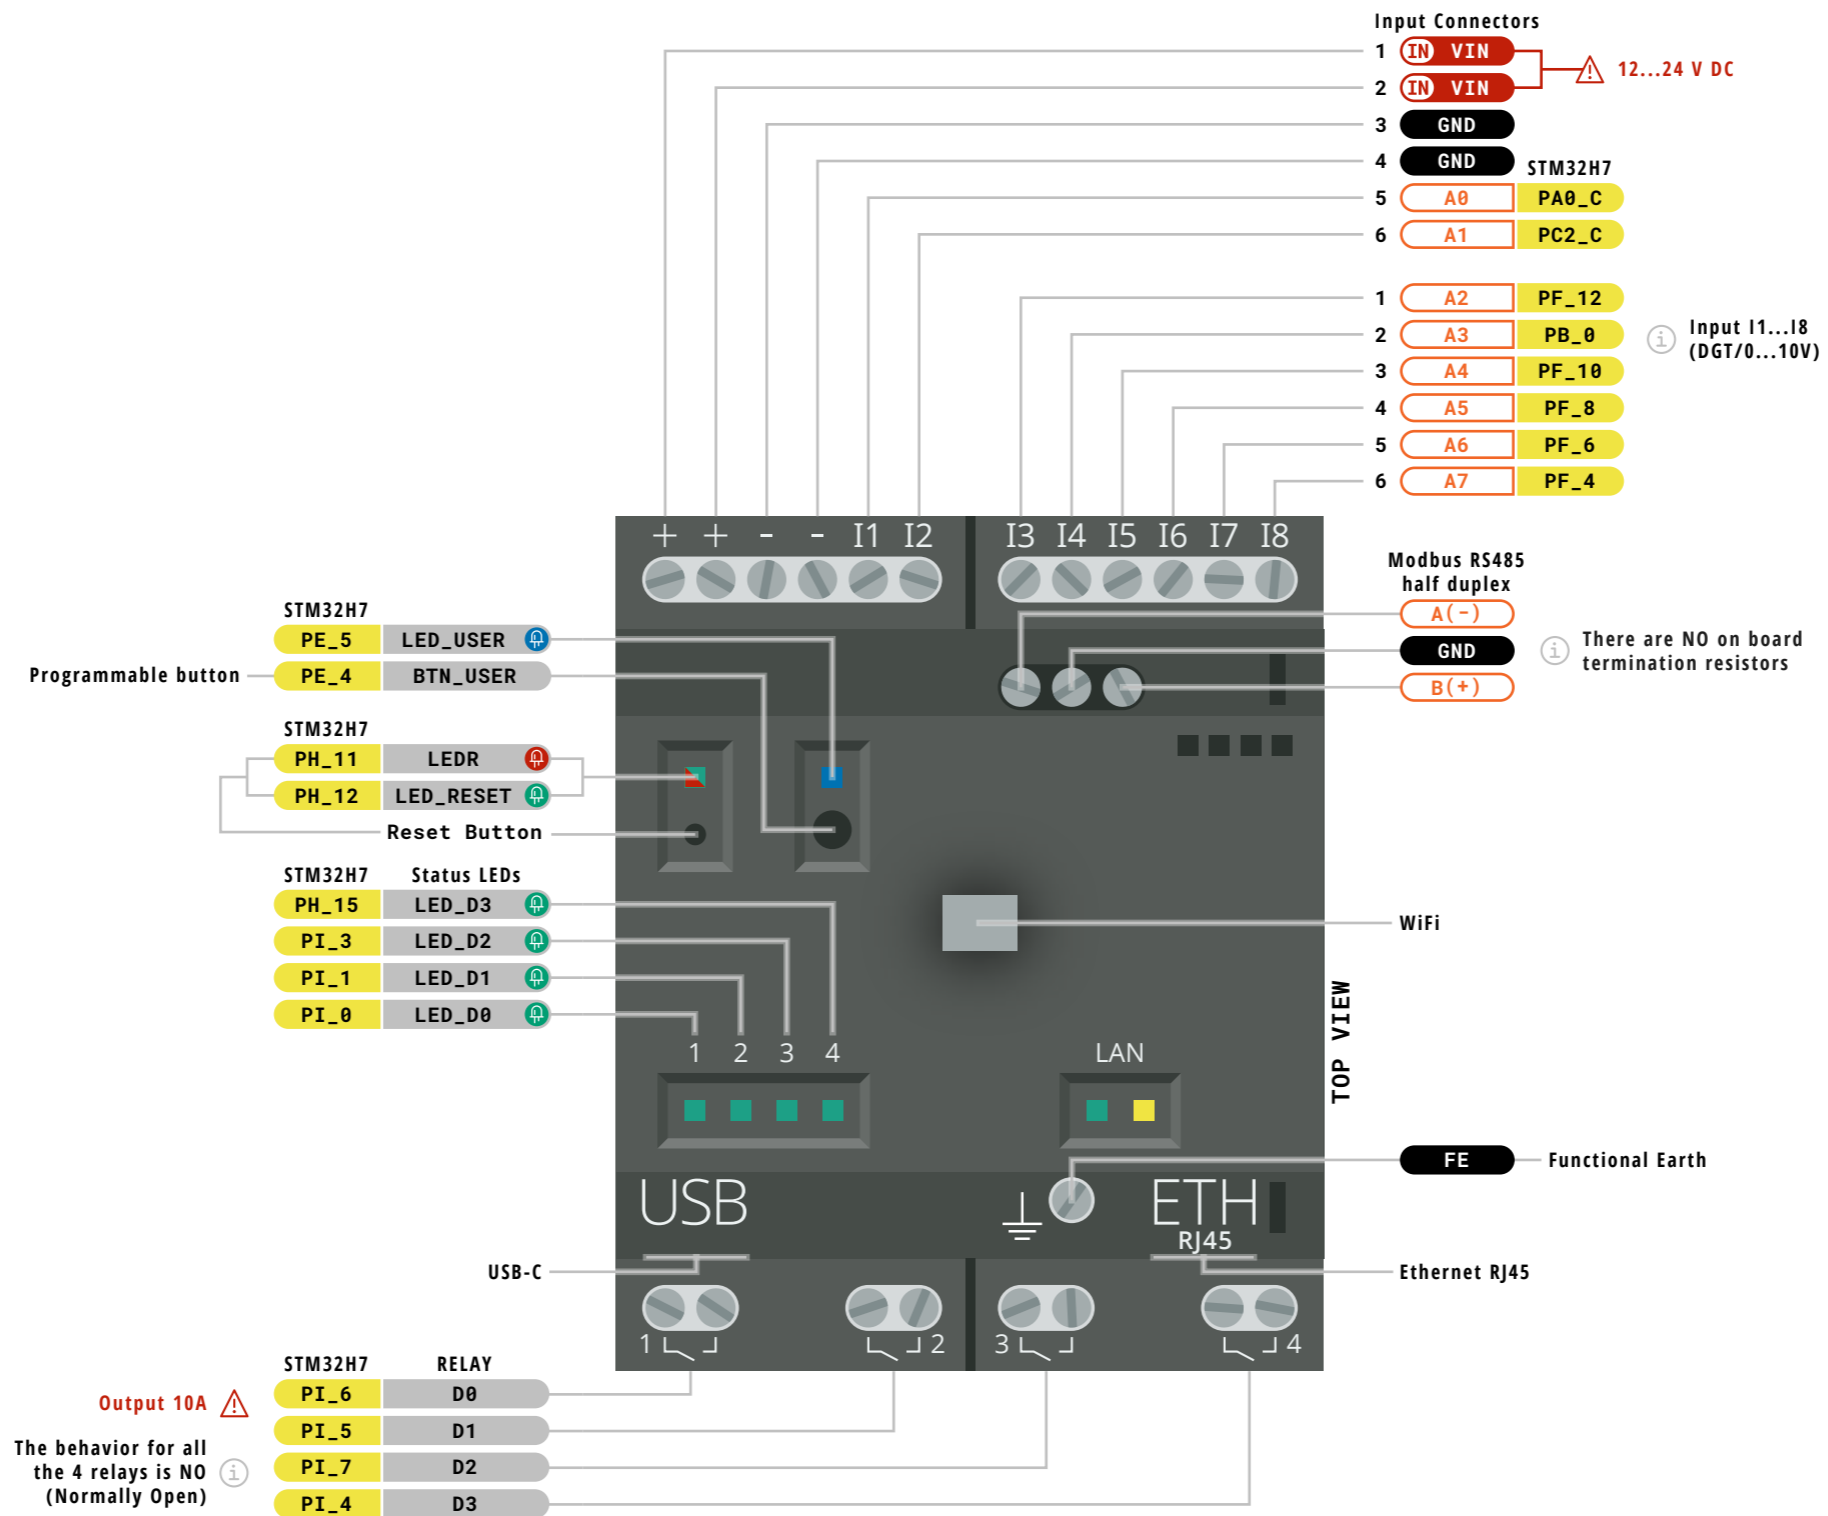 Input Connectors
1 IN VIN
2 IN VIN
12...24 V DC
3 GND
4 GND
STM32H7
5 A0 PA0_C
6 A1 PC2_C
1 A2 PF_12
2 A3 PB_0
3 A4 PF_10
4 A5 PF_8
5 A6 PF_6
6 A7 PF_4
i Input I1...I8
(DGT/0...10V)
+ + - - I1 I2 I3 I4 I5 I6 I7 I8
Modbus RS485
half duplex
A(-)
GND
B(+)
i There are NO on board
termination resistors
STM32H7
PE_5 LED_USER
Programmable button PE_4 BTN_USER
STM32H7
PH_11 LEDR
PH_12 LED_RESET
Reset Button
STM32H7 Status LEDs
PH_15 LED_D3
PI_3 LED_D2
PI_1 LED_D1
PI_0 LED_D0
WiFi
TOP VIEW
1 2 3 4
LAN
FE Functional Earth
USB
ETH
RJ45
USB-C
Ethernet RJ45
1 2 3 4
STM32H7 RELAY
PI_6 D0
PI_5 D1
PI_7 D2
PI_4 D3
Output 10A
The behavior for all
the 4 relays is NO i
(Normally Open)